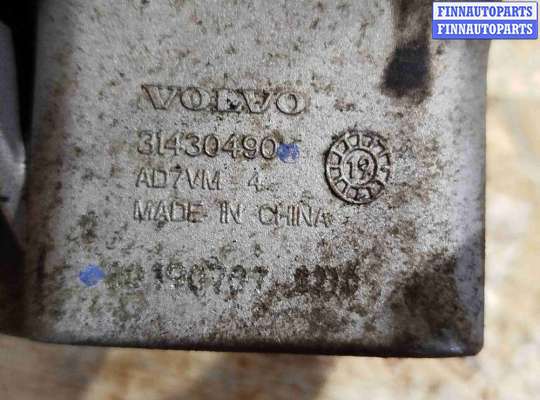 FINNAUTOPARTS
FINNAUTOPARTS
VOLVO
31430490
19
AD7VM 4
MADE IN CHINA